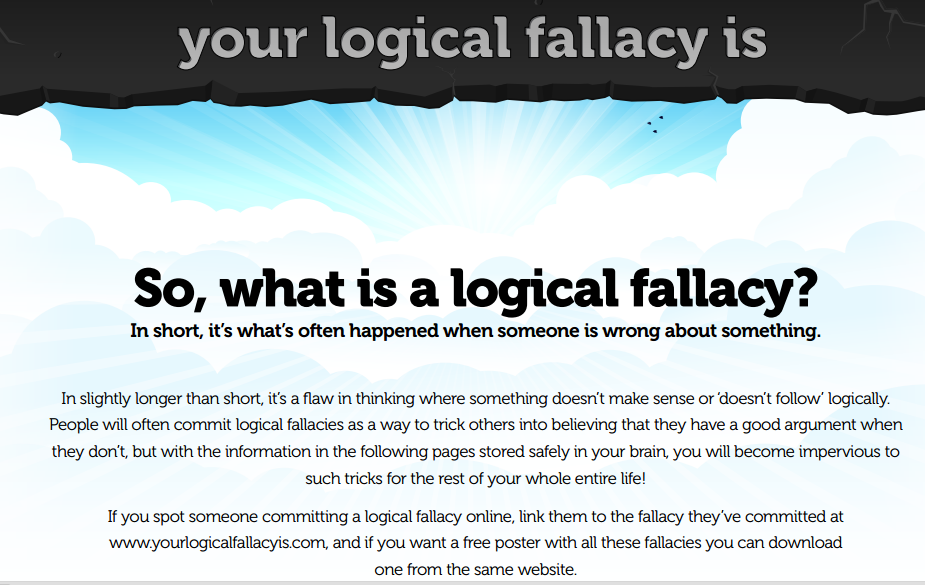 your logical fallacy is
So, what is a logical fallacy?
In short, it’s what’s often happened when someone is wrong about something.
In slightly longer than short, it’s a flaw in thinking where something doesn’t make sense or ‘doesn’t follow’ logically.
People will often commit logical fallacies as a way to trick others into believing that they have a good argument when
they don’t, but with the information in the following pages stored safely in your brain, you will become impervious to
such tricks for the rest of your whole entire life!
If you spot someone committing a logical fallacy online, link them to the fallacy they’ve committed at
www.yourlogicalfallacyis.com, and if you want a free poster with all these fallacies you can download
one from the same website.